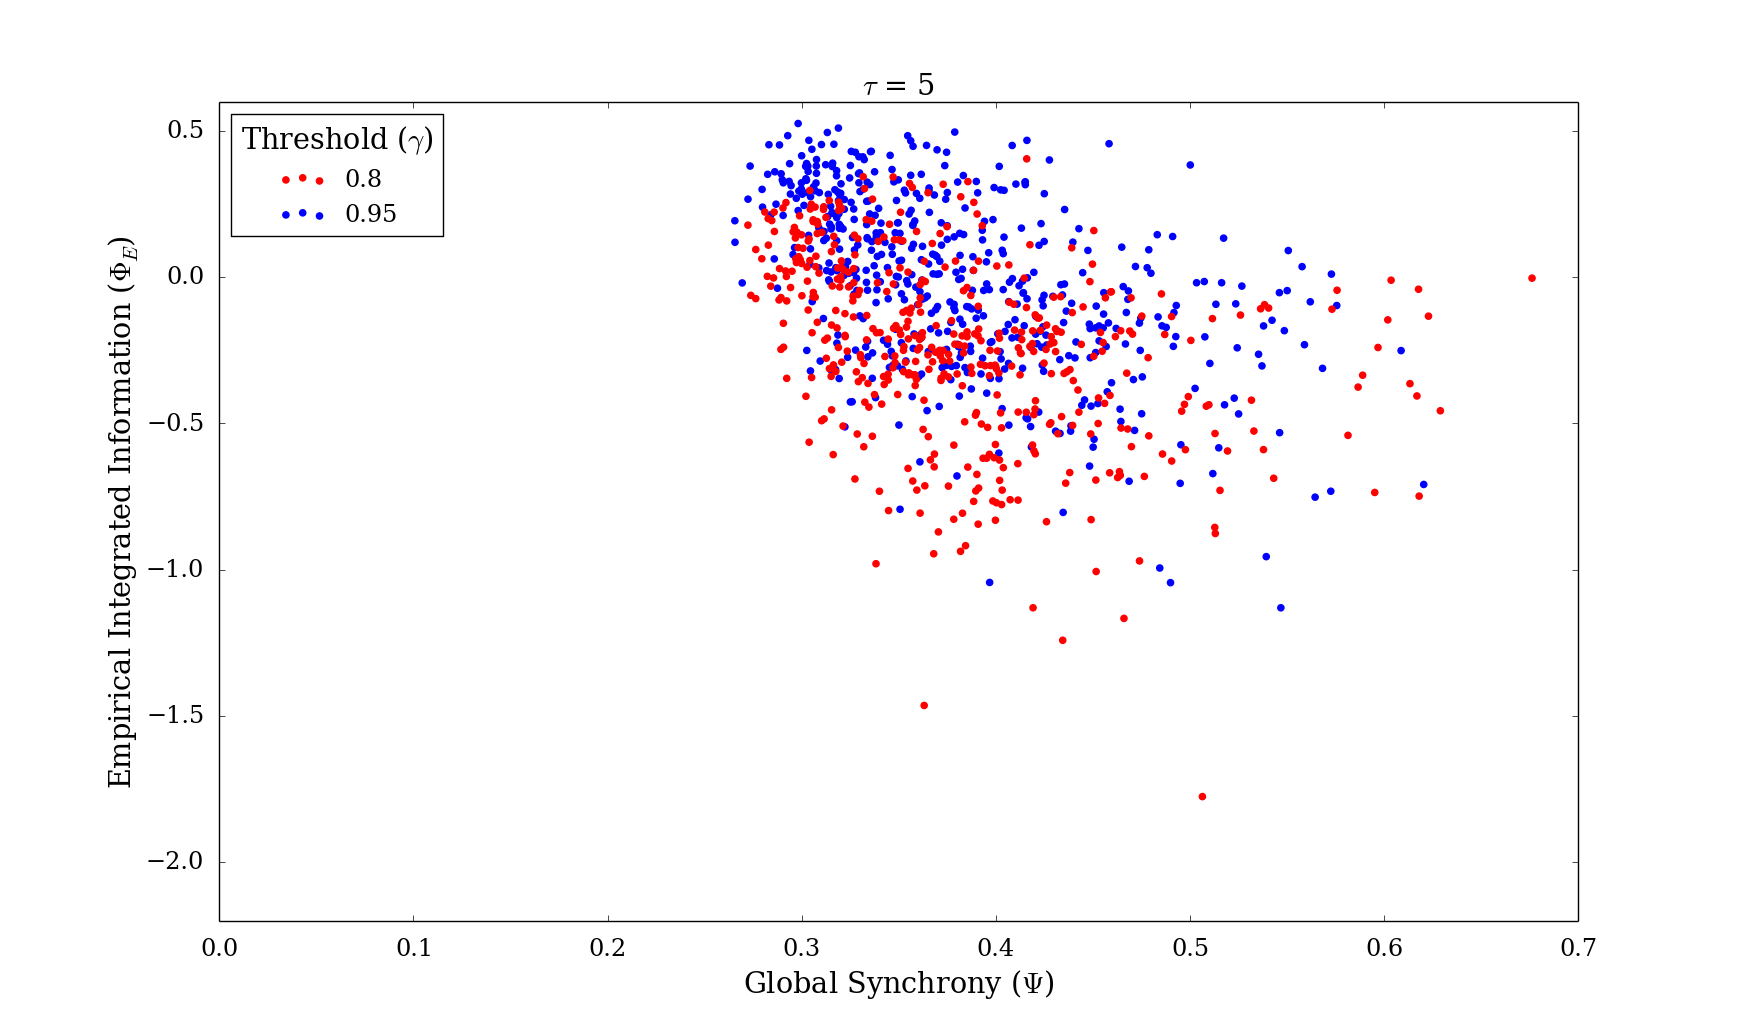 τ = 5
Threshold (γ)
0.8
0.95
0.5
0.0
−0.5
−1.0
−1.5
−2.0
Empirical Integrated Information (Φ_E)
0.0 0.1 0.2 0.3 0.4 0.5 0.6 0.7
Global Synchrony (Ψ)